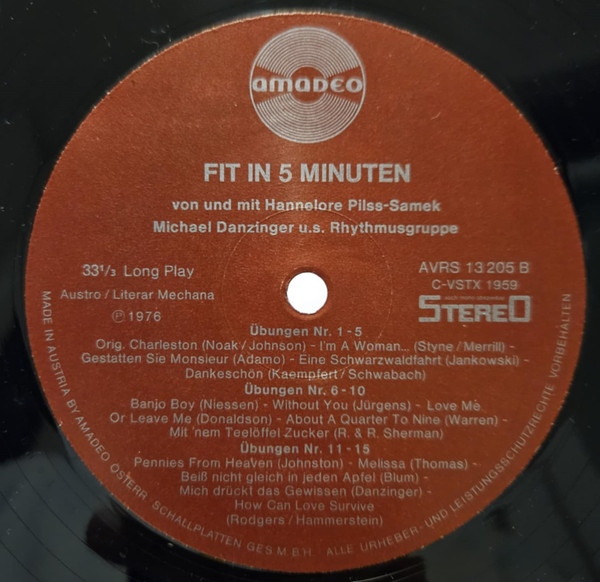 amadeo
FIT IN 5 MINUTEN
von und mit Hannelore Pilss-Samek
Michael Danzinger u.s. Rhythmusgruppe
33⅓ Long Play
AVRS 13 205 B
C-VSTX 1959
Austro / Literar Mechana
STEREO
℗ 1976
Übungen Nr. 1 - 5
Orig. Charleston (Noak / Johnson) - I'm A Woman... (Styne / Merrill) -
Gestatten Sie Monsieur (Adamo) - Eine Schwarzwaldfahrt (Jankowski) -
Dankeschön (Kaempfert / Schwabach)
Übungen Nr. 6 - 10
Banjo Boy (Niessen) - Without You (Jürgens) - Love Me
Or Leave Me (Donaldson) - About A Quarter To Nine (Warren) -
Mit 'nem Teelöffel Zucker (R. & R. Sherman)
Übungen Nr. 11 - 15
Pennies From Heaven (Johnston) - Melissa (Thomas) -
Beiß nicht gleich in jeden Apfel (Blum) -
Mich drückt das Gewissen (Danzinger) -
How Can Love Survive
(Rodgers / Hammerstein)
MADE IN AUSTRIA BY AMADEO ÖSTERR. SCHALLPLATTEN GES.M.B.H. · ALLE URHEBER- UND LEISTUNGSSCHUTZRECHTE VORBEHALTEN